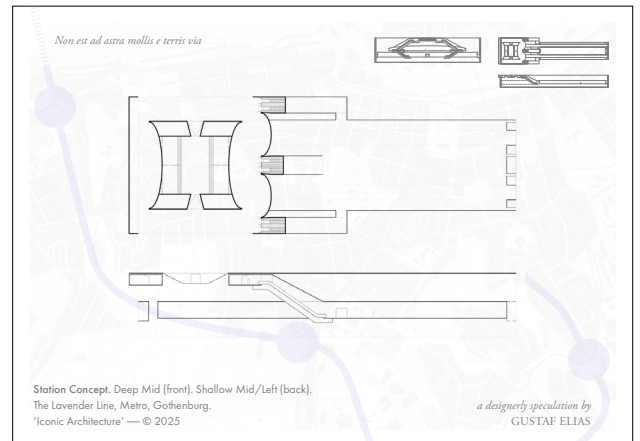 Non est ad astra mollis e terris via
Station Concept. Deep Mid (front). Shallow Mid/Left (back).
The Lavender Line, Metro, Gothenburg.
'Iconic Architecture' — © 2025
a designerly speculation by
GUSTAF ELIAS